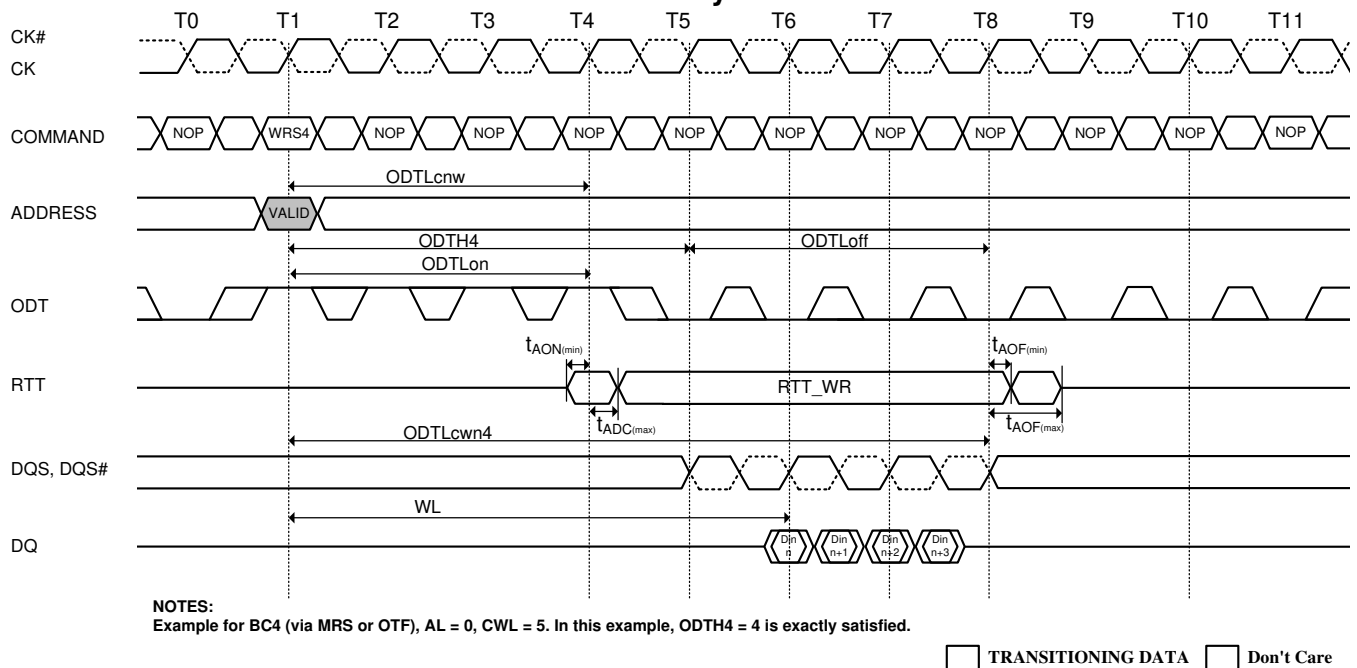 T0 T1 T2 T3 T4 T5 T6 T7 T8 T9 T10 T11
CK#
CK
COMMAND NOP WRS4 NOP NOP NOP NOP NOP NOP NOP NOP NOP NOP
ODTLcnw
ADDRESS VALID
ODTH4 ODTLoff
ODTLon
ODT
tAON(min) tAOF(min)
RTT RTT_WR
tADC(max) tAOF(max)
ODTLcwn4
DQS, DQS#
WL
DQ Din n Din n+1 Din n+2 Din n+3
NOTES:
Example for BC4 (via MRS or OTF), AL = 0, CWL = 5. In this example, ODTH4 = 4 is exactly satisfied.
TRANSITIONING DATA Don't Care